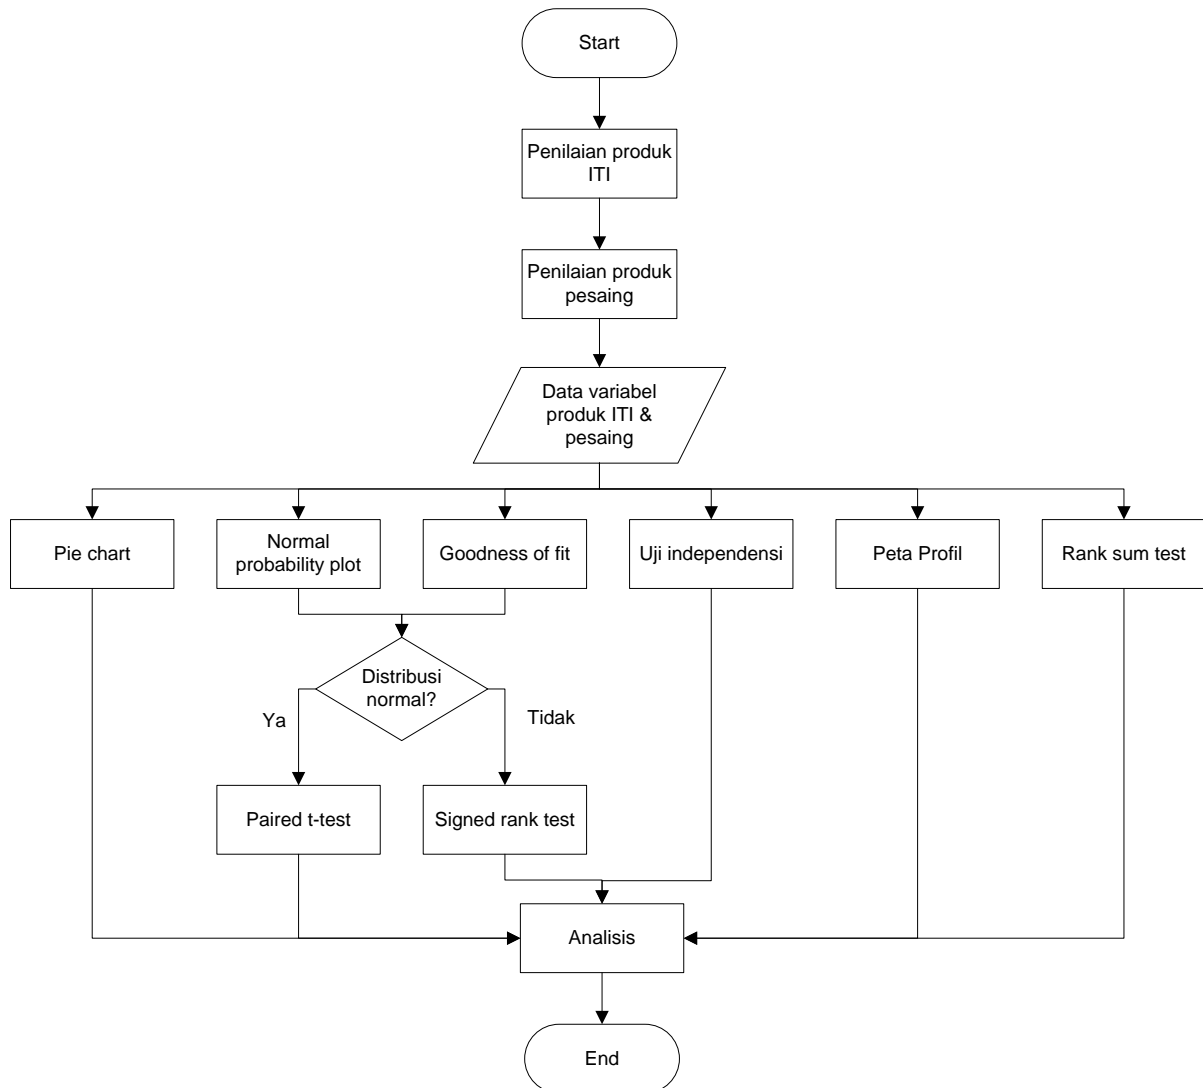 Start
Penilaian produk
ITI
Penilaian produk
pesaing
Data variabel
produk ITI &
pesaing
Pie chart
Normal
probability plot
Goodness of fit
Uji independensi
Peta Profil
Rank sum test
Distribusi
normal?
Ya
Tidak
Paired t-test
Signed rank test
Analisis
End